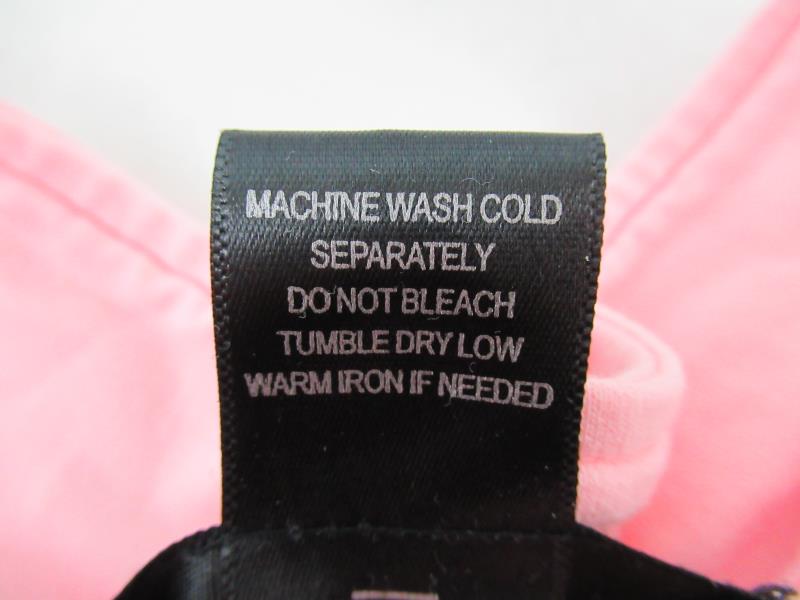 MACHINE WASH COLD
SEPARATELY
DO NOT BLEACH
TUMBLE DRY LOW
WARM IRON IF NEEDED